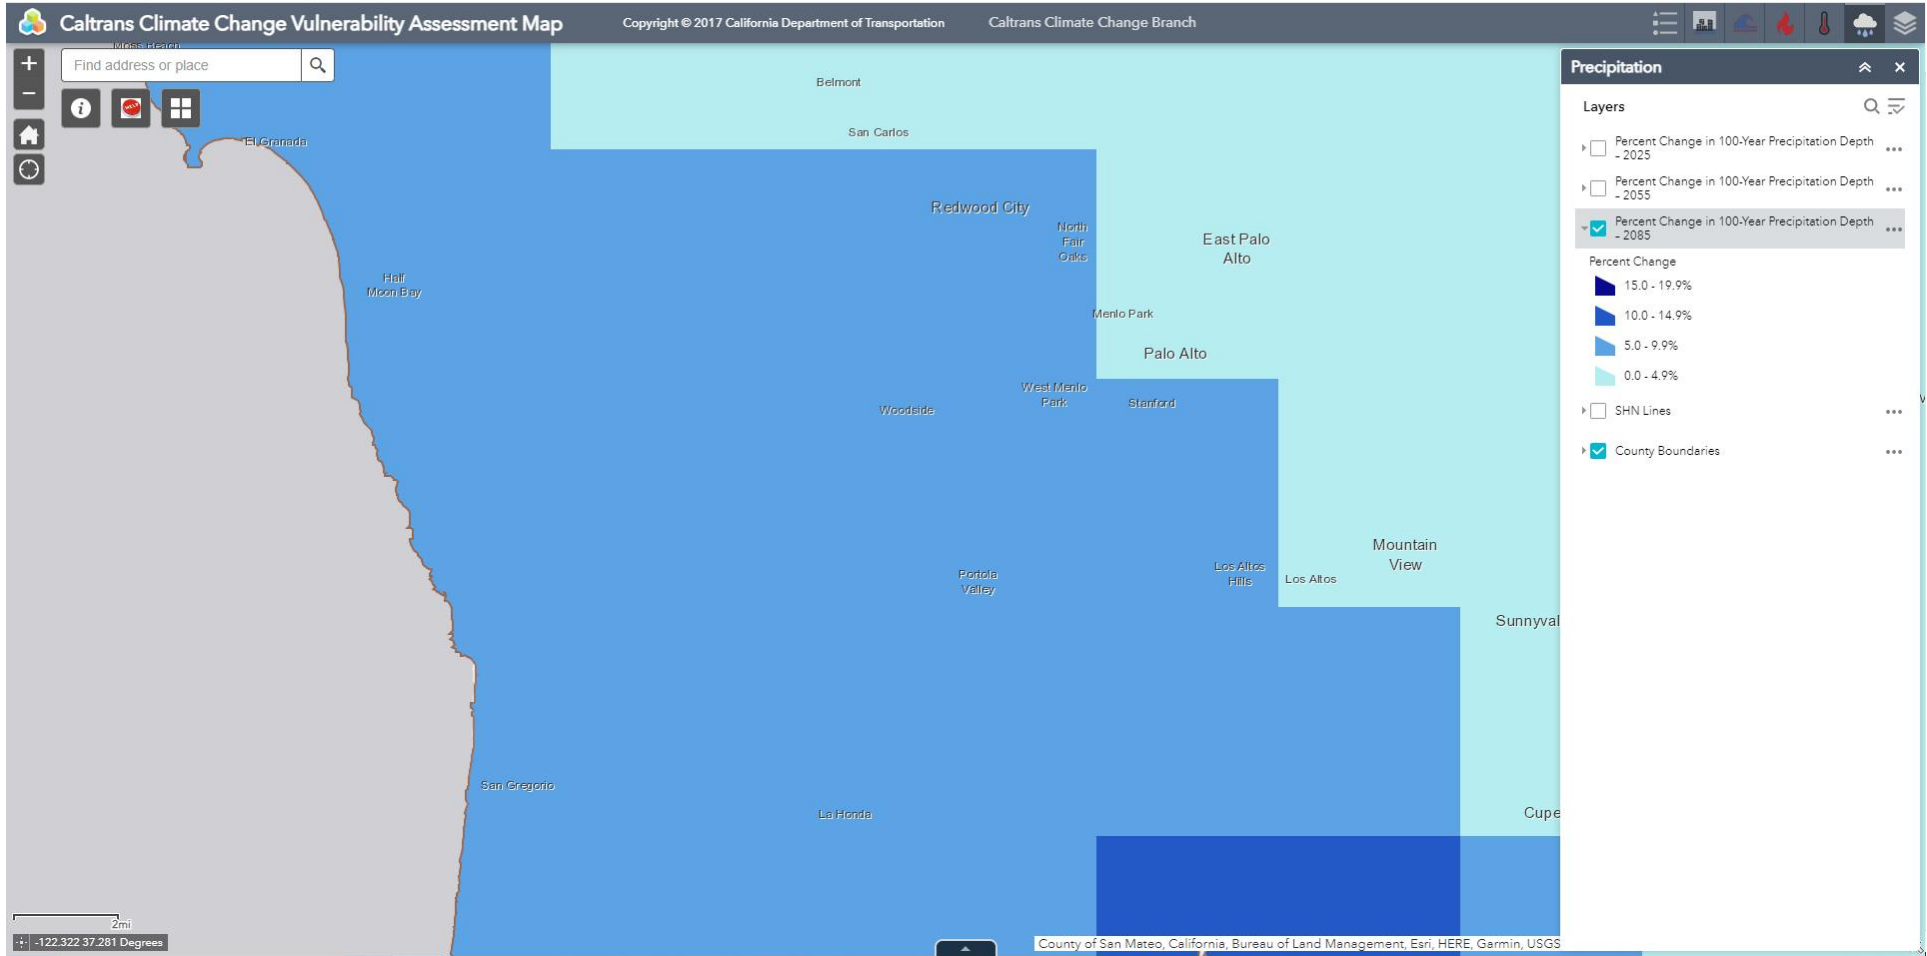 Caltrans Climate Change Vulnerability Assessment Map
Copyright © 2017 California Department of Transportation
Caltrans Climate Change Branch
Moss Beach
+
Find address or place
−
i
HELP
El Granada
Half
Moon Bay
Belmont
San Carlos
Redwood City
North
Fair
Oaks
East Palo
Alto
Menlo Park
Palo Alto
West Menlo
Park
Stanford
Woodside
Portola
Valley
Los Altos
Hills
Los Altos
Mountain
View
Sunnyval
San Gregorio
La Honda
Cupe
Precipitation
Layers
Percent Change in 100-Year Precipitation Depth
- 2025
Percent Change in 100-Year Precipitation Depth
- 2055
Percent Change in 100-Year Precipitation Depth
- 2085
Percent Change
15.0 - 19.9%
10.0 - 14.9%
5.0 - 9.9%
0.0 - 4.9%
SHN Lines
County Boundaries
2mi
-122.322 37.281 Degrees
County of San Mateo, California, Bureau of Land Management, Esri, HERE, Garmin, USGS